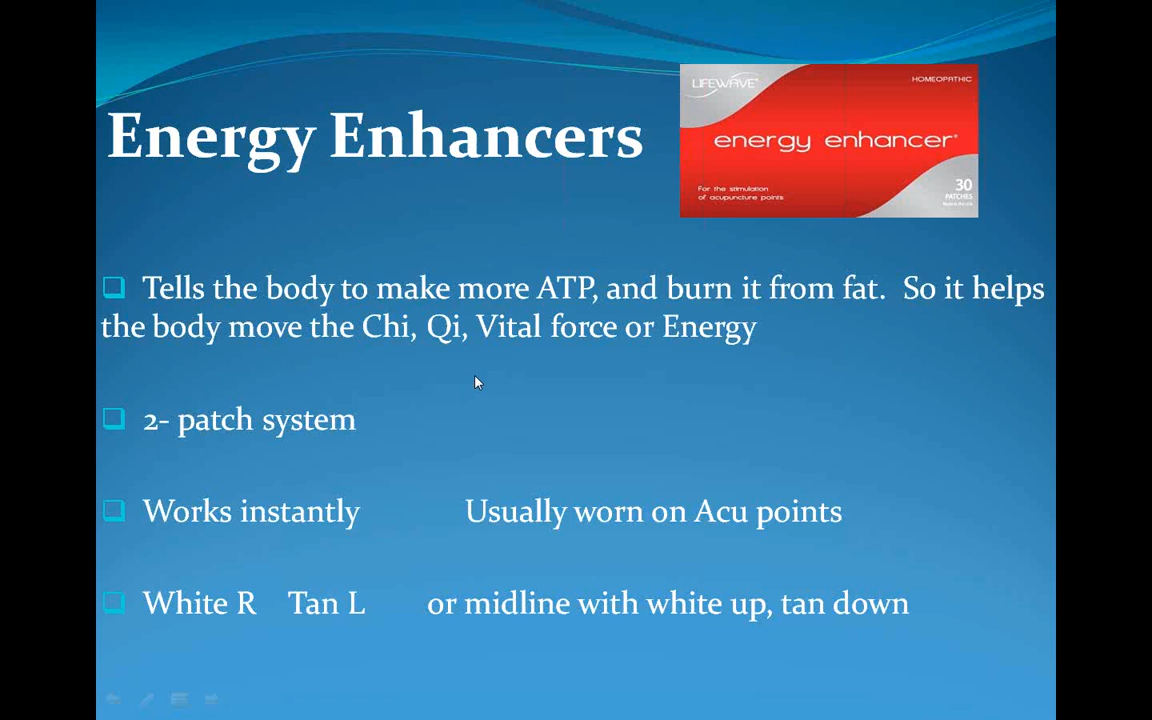 LIFEWAVE
HOMEOPATHIC
Energy Enhancers
energy enhancer®
For the stimulation
of acupuncture points
30
PATCHES
Tells the body to make more ATP, and burn it from fat. So it helps
the body move the Chi, Qi, Vital force or Energy
2- patch system
Works instantly Usually worn on Acu points
White R Tan L or midline with white up, tan down